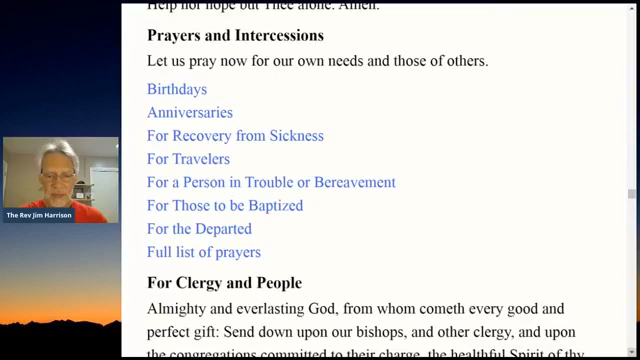 Help nor hope but Thee alone. Amen.
Prayers and Intercessions
Let us pray now for our own needs and those of others.
Birthdays
Anniversaries
For Recovery from Sickness
For Travelers
For a Person in Trouble or Bereavement
For Those to be Baptized
For the Departed
Full list of prayers
The Rev Jim Harrison
For Clergy and People
Almighty and everlasting God, from whom cometh every good and
perfect gift: Send down upon our bishops, and other clergy, and upon
the congregations committed to their charge, the healthful Spirit of thy